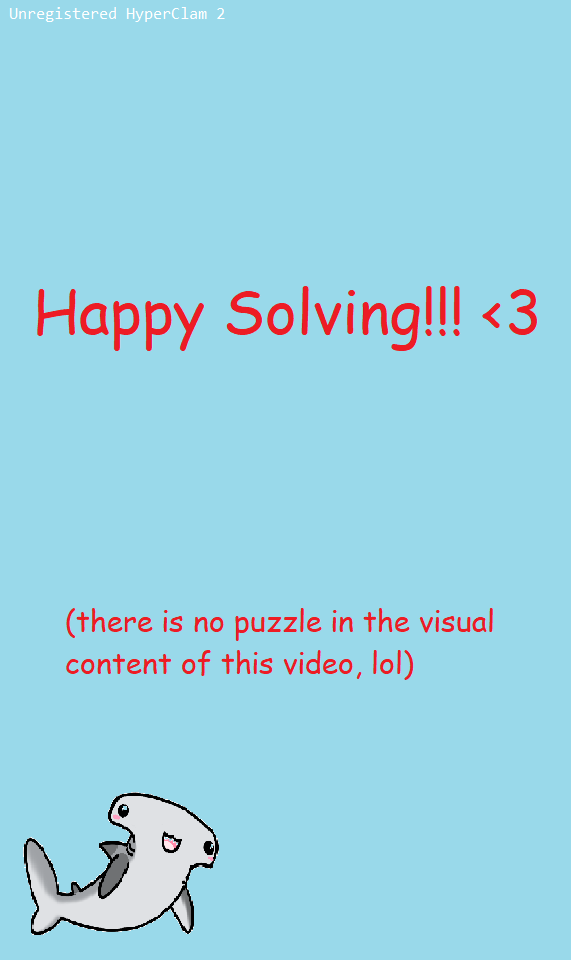 Unregistered HyperClam 2
Happy Solving!!! <3
(there is no puzzle in the visual
content of this video, lol)